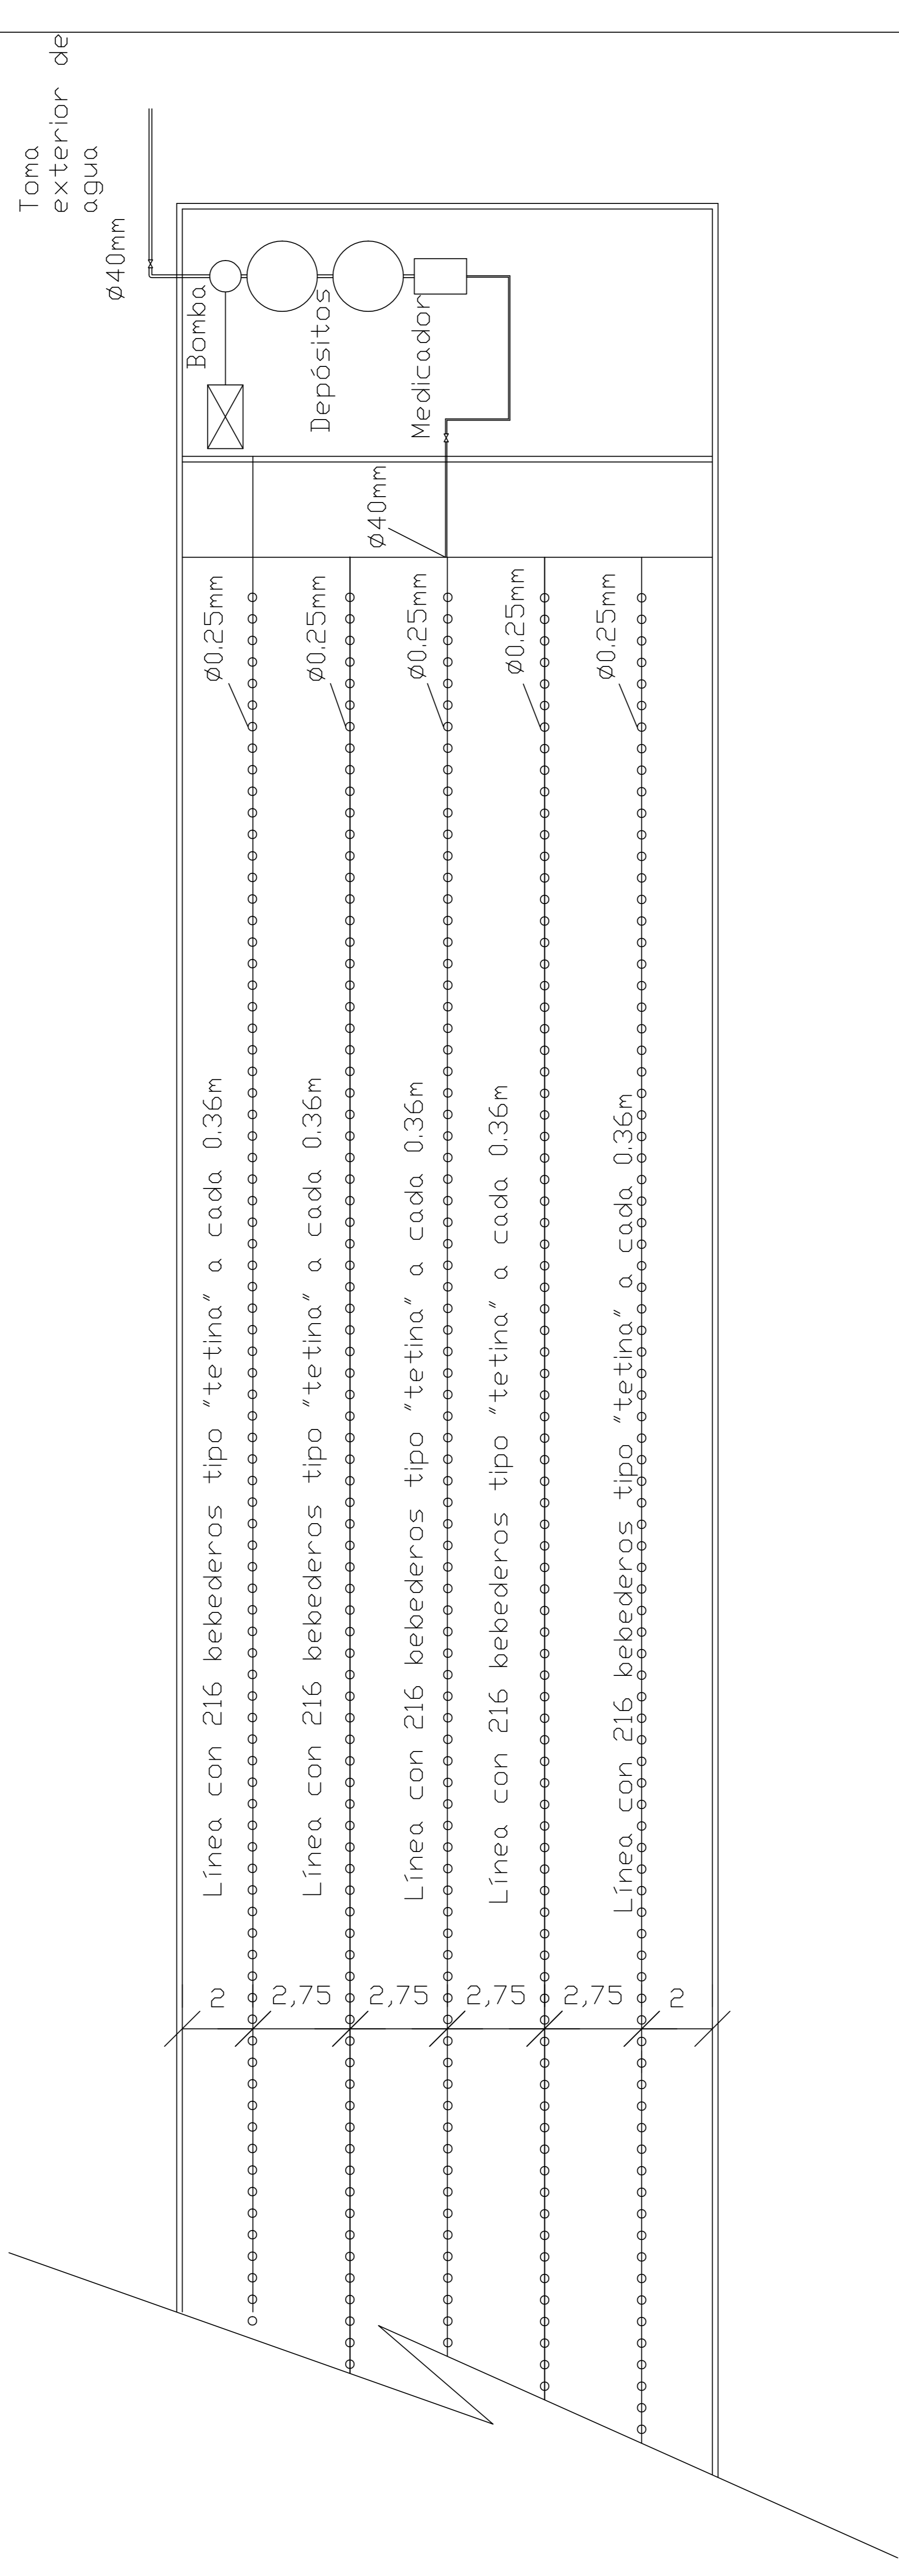 Toma
exterior de
agua
ø40mm
Bomba
Depósitos
Medicador
ø40mm
ø0,25mm
ø0,25mm
ø0,25mm
ø0,25mm
ø0,25mm
Línea con 216 bebederos tipo "tetina" a cada 0,36m
Línea con 216 bebederos tipo "tetina" a cada 0,36m
Línea con 216 bebederos tipo "tetina" a cada 0,36m
Línea con 216 bebederos tipo "tetina" a cada 0,36m
Línea con 216 bebederos tipo "tetina" a cada 0,36m
2
2,75
2,75
2,75
2,75
2